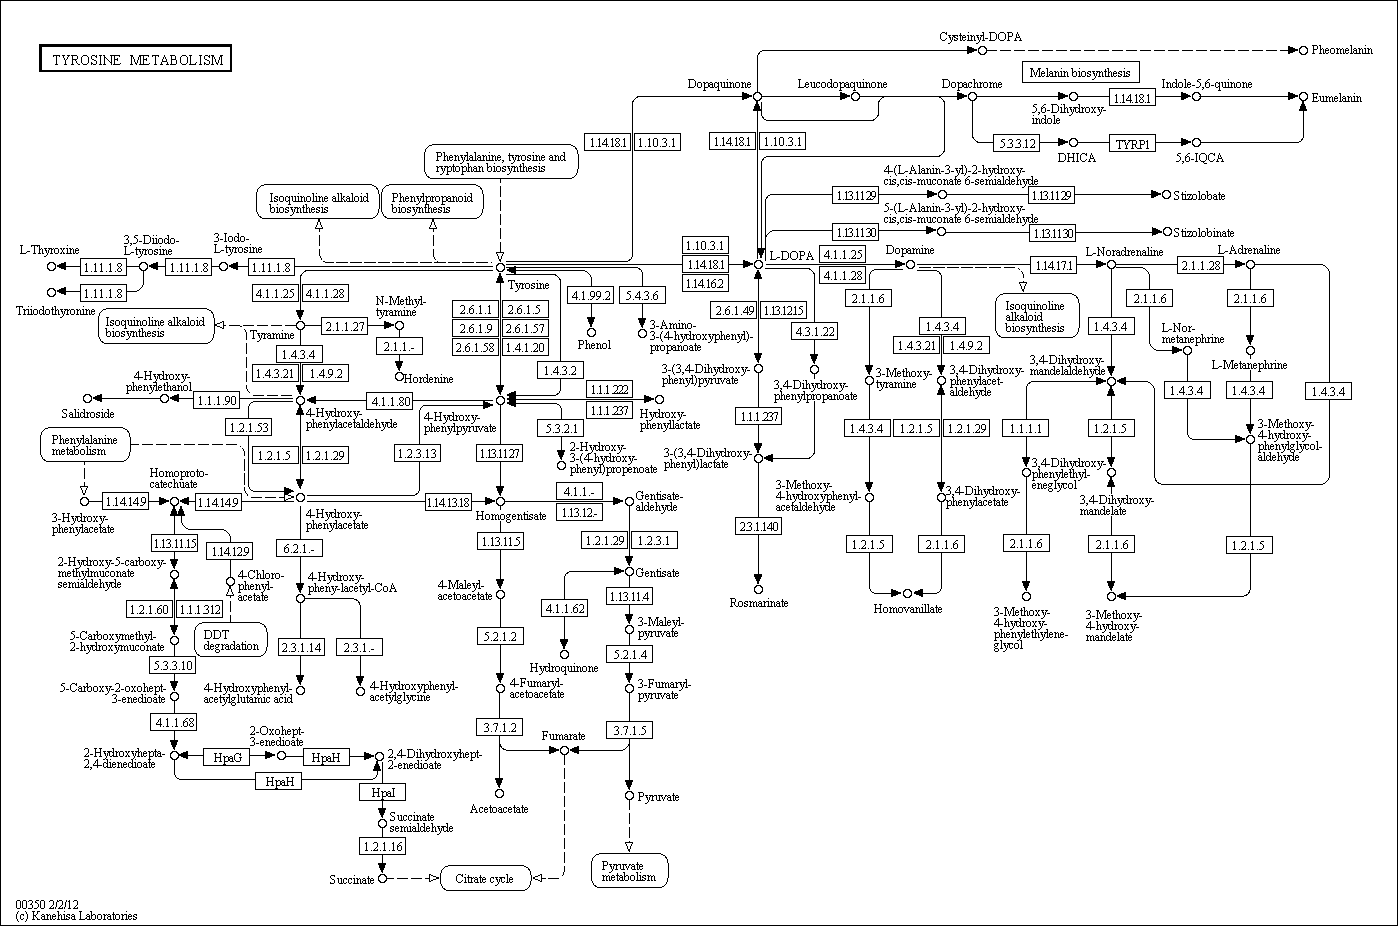 TYROSINE METABOLISM
Cysteinyl-DOPA
Pheomelanin
Melanin biosynthesis
Dopaquinone
Leucodopaquinone
Dopachrome
Indole-5,6-quinone
1.14.18.1
Eumelanin
5,6-Dihydroxy-
indole
1.14.18.1
1.10.3.1
1.14.18.1
1.10.3.1
5.3.3.12
TYRP1
DHICA
5,6-IQCA
Phenylalanine, tyrosine and
ryptophan biosynthesis
4-(L-Alanin-3-yl)-2-hydroxy-
cis,cis-muconate 6-semialdehyde
Isoquinoline alkaloid
biosynthesis
Phenylpropanoid
biosynthesis
1.13.1129
1.13.1129
Stizolobate
5-(L-Alanin-3-yl)-2-hydroxy-
cis,cis-muconate 6-semialdehyde
1.13.1130
1.13.1130
Stizolobinate
L-Thyroxine
3,5-Diiodo-
L-tyrosine
3-Iodo-
L-tyrosine
1.11.1.8
1.11.1.8
1.11.1.8
1.11.1.8
Triiodothyronine
Tyrosine
1.10.3.1
1.14.18.1
1.14.16.2
L-DOPA
4.1.1.25
4.1.1.28
Dopamine
1.14.17.1
L-Noradrenaline
2.1.1.28
L-Adrenaline
4.1.1.25
4.1.1.28
N-Methyl-
tyramine
2.6.1.1
2.6.1.5
2.6.1.9
2.6.1.57
2.6.1.58
1.4.1.20
4.1.99.2
5.4.3.6
2.6.1.49
1.13.1215
2.1.1.6
Isoquinoline
alkaloid
biosynthesis
2.1.1.6
2.1.1.6
Isoquinoline alkaloid
biosynthesis
Tyramine
2.1.1.27
2.1.1.-
Hordenine
Phenol
3-Amino-
3-(4-hydroxyphenyl)-
propanoate
4.3.1.22
1.4.3.4
1.4.3.21
1.4.9.2
1.4.3.4
L-Nor-
metanephrine
L-Metanephrine
1.4.3.4
1.4.3.21
1.4.9.2
1.4.3.2
3-(3,4-Dihydroxy-
phenyl)pyruvate
3,4-Dihydroxy-
phenylpropanoate
3-Methoxy-
tyramine
3,4-Dihydroxy-
phenylacet-
aldehyde
3,4-Dihydroxy-
mandelaldehyde
1.4.3.4
1.4.3.4
1.4.3.4
4-Hydroxy-
phenylethanol
Salidroside
1.1.1.90
4-Hydroxy-
phenylacetaldehyde
4.1.1.80
4-Hydroxy-
phenylpyruvate
1.1.1.222
1.1.1.237
Hydroxy-
phenyllactate
1.1.1.237
1.4.3.4
1.2.1.5
1.2.1.29
1.1.1.1
1.2.1.5
3-Methoxy-
4-hydroxy-
phenylglycol-
aldehyde
Phenylalanine
metabolism
1.2.1.53
1.2.1.5
1.2.1.29
1.2.3.13
1.13.1127
5.3.2.1
2-Hydroxy-
3-(4-hydroxy-
phenyl)propenoate
3-(3,4-Dihydroxy-
phenyl)lactate
3,4-Dihydroxy-
phenylethyl-
eneglycol
Homoproto-
catechuate
1.14.14.9
1.14.14.9
3-Hydroxy-
phenylacetate
4-Hydroxy-
phenylacetate
1.14.13.18
Homogentisate
4.1.1.-
1.13.12.-
Gentisate-
aldehyde
3-Methoxy-
4-hydroxyphenyl-
acetaldehyde
3,4-Dihydroxy-
phenylacetate
3,4-Dihydroxy-
mandelate
2.3.1.140
1.13.11.15
1.14.129
6.2.1.-
1.13.11.5
1.2.1.29
1.2.3.1
1.2.1.5
2.1.1.6
2.1.1.6
2.1.1.6
1.2.1.5
2-Hydroxy-5-carboxy-
methylmuconate
semialdehyde
4-Chloro-
phenyl-
acetate
4-Hydroxy-
pheny-lacetyl-CoA
4-Maleyl-
acetoacetate
Gentisate
Rosmarinate
Homovanillate
3-Methoxy-
4-hydroxy-
phenylethylene-
glycol
3-Methoxy-
4-hydroxy-
mandelate
1.2.1.60
1.1.1.312
DDT
degradation
4.1.1.62
1.13.11.4
3-Maleyl-
pyruvate
5-Carboxymethyl-
2-hydroxymuconate
5.3.3.10
2.3.1.14
2.3.1.-
5.2.1.2
Hydroquinone
5.2.1.4
5-Carboxy-2-oxohept-
3-enedioate
4-Hydroxyphenyl-
acetylglutamic acid
4-Hydroxyphenyl-
acetylglycine
4-Fumaryl-
acetoacetate
3-Fumaryl-
pyruvate
4.1.1.68
3.7.1.2
Fumarate
3.7.1.5
2-Hydroxyhepta-
2,4-dienedioate
HpaG
2-Oxohept-
3-enedioate
HpaH
2,4-Dihydroxyhept-
2-enedioate
HpaH
HpaI
Acetoacetate
Pyruvate
Succinate
semialdehyde
1.2.1.16
Succinate
Citrate cycle
Pyruvate
metabolism
00350 2/2/12
(c) Kanehisa Laboratories